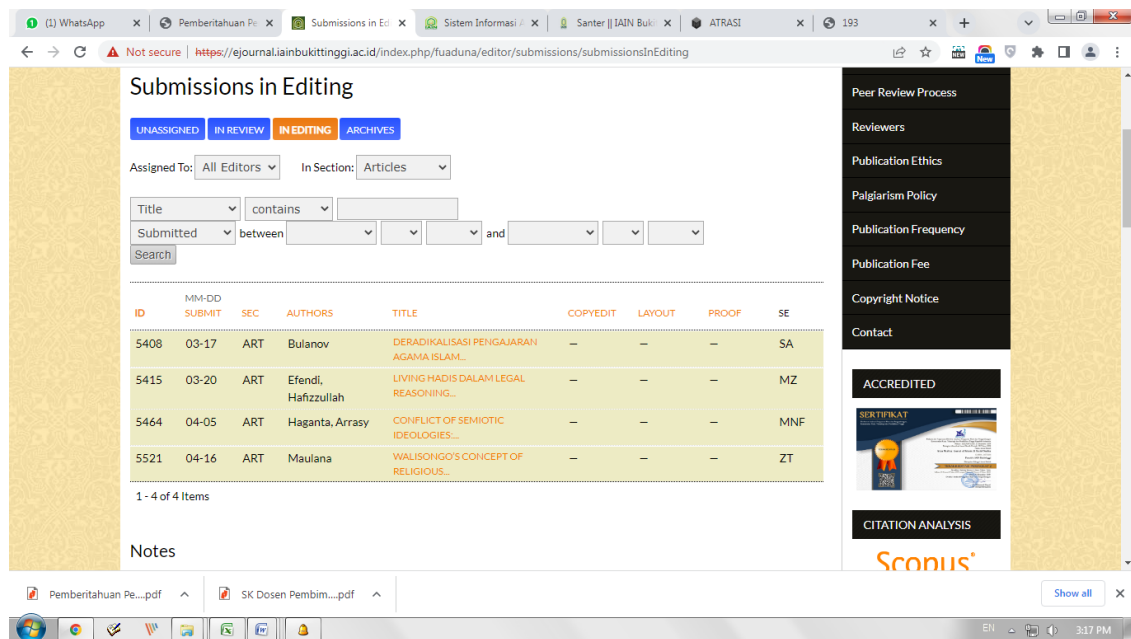 (1) WhatsApp
Pemberitahuan Pe
Submissions in Ed
Sistem Informasi A
Santer || IAIN Buki
ATRASI
193
Not secure | https://ejournal.iainbukittinggi.ac.id/index.php/fuaduna/editor/submissions/submissionsInEditing
Submissions in Editing
UNASSIGNED IN REVIEW IN EDITING ARCHIVES
Assigned To: All Editors In Section: Articles
Title contains
Submitted between and
Search
MM-DD
ID SUBMIT SEC AUTHORS TITLE COPYEDIT LAYOUT PROOF SE
5408 03-17 ART Bulanov DERADIKALISASI PENGAJARAN — — — SA
AGAMA ISLAM...
5415 03-20 ART Efendi, LIVING HADIS DALAM LEGAL — — — MZ
Hafizzullah REASONING...
5464 04-05 ART Haganta, Arrasy CONFLICT OF SEMIOTIC — — — MNF
IDEOLOGIES:...
5521 04-16 ART Maulana WALISONGO'S CONCEPT OF — — — ZT
RELIGIOUS...
1 - 4 of 4 Items
Notes
Peer Review Process
Reviewers
Publication Ethics
Palgiarism Policy
Publication Frequency
Publication Fee
Copyright Notice
Contact
ACCREDITED
SERTIFIKAT
CITATION ANALYSIS
Scopus
Pemberitahuan Pe....pdf
SK Dosen Pembim....pdf
Show all
EN
3:17 PM